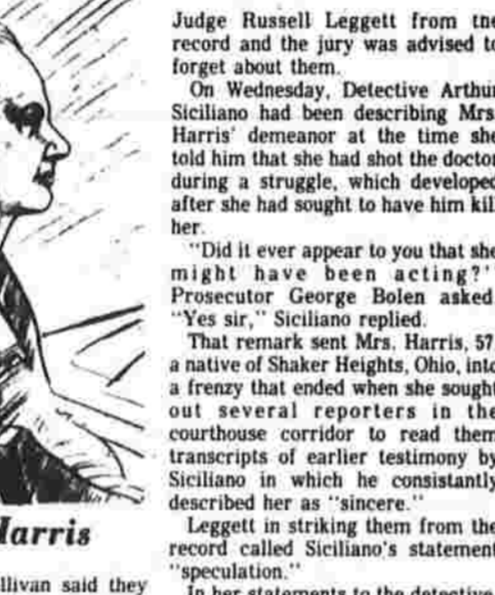 Judge Russell Leggett from the
record and the jury was advised to
forget about them.
On Wednesday, Detective Arthur
Siciliano had been describing Mrs.
Harris' demeanor at the time she
told him that she had shot the doctor
during a struggle, which developed
after she had sought to have him kill
her.
"Did it ever appear to you that she
might have been acting?"
Prosecutor George Bolen asked.
"Yes sir," Siciliano replied.
That remark sent Mrs. Harris, 57,
a native of Shaker Heights, Ohio, into
a frenzy that ended when she sought
out several reporters in the
courthouse corridor to read them
transcripts of earlier testimony by
Siciliano in which he consistantly
described her as "sincere."
Leggett in striking them from the
record called Siciliano's statement
"speculation."
In her statements to the detective,
Harris
llivan said they